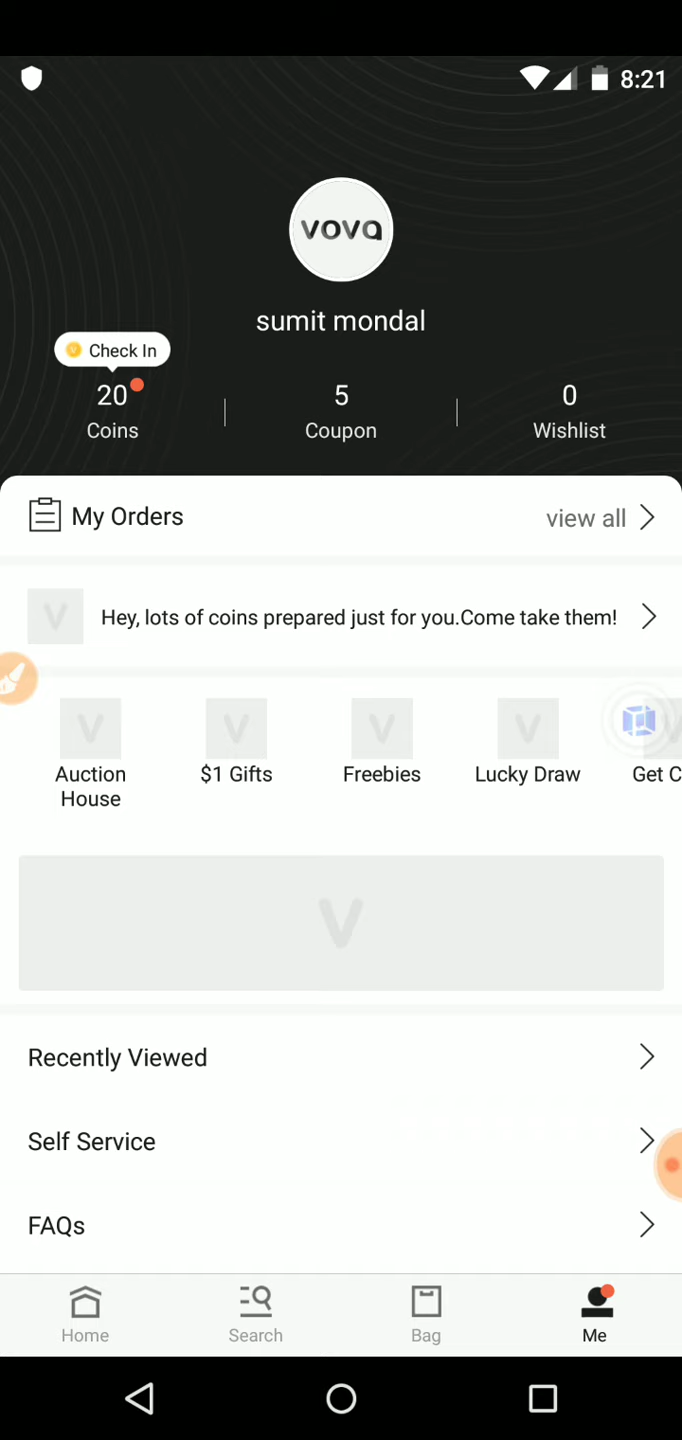 8:21
vova
sumit mondal
Check In
20
Coins
5
Coupon
0
Wishlist
My Orders
view all
Hey, lots of coins prepared just for you.Come take them!
Auction
House
$1 Gifts
Freebies
Lucky Draw
Get C
Recently Viewed
Self Service
FAQs
Home
Search
Bag
Me